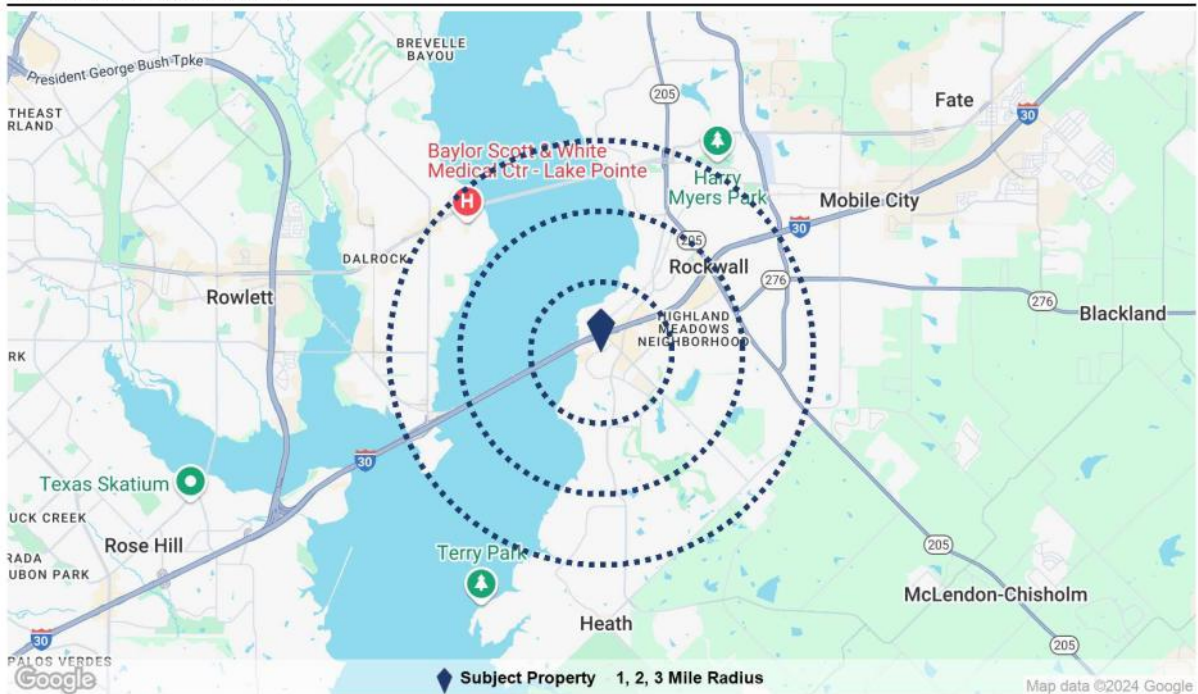 BREVELLE
BAYOU
President George Bush Tpke
THEAST
RLAND
205
Fate
30
Baylor Scott & White
Medical Ctr - Lake Pointe
H
Harry
Myers Park
Mobile City
30
205
DALROCK
Rockwall
276
Rowlett
276
HIGHLAND
MEADOWS
NEIGHBORHOOD
Blackland
RK
30
Texas Skatium
UCK CREEK
Rose Hill
205
RADA
UBON PARK
Terry Park
McLendon-Chisholm
Heath
30
205
PALOS VERDES
Google
Subject Property 1, 2, 3 Mile Radius
Map data ©2024 Google